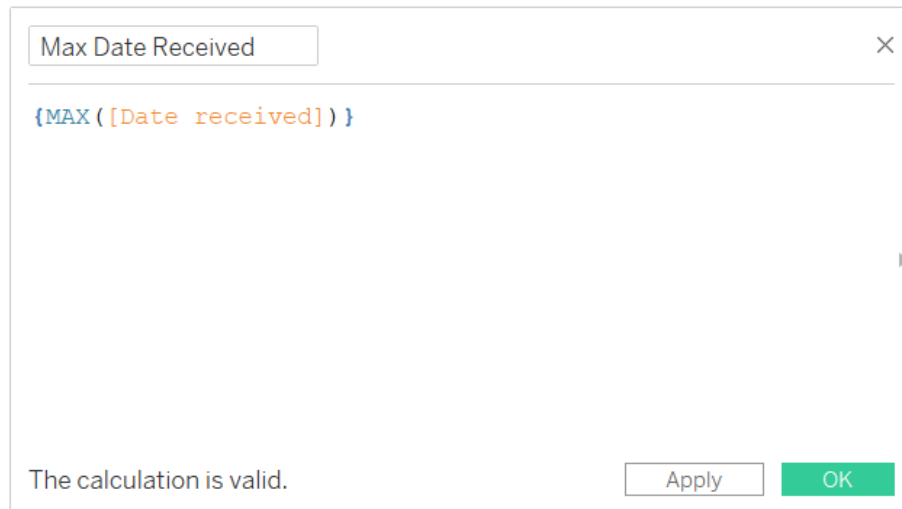 Max Date Received
{MAX([Date received])}
The calculation is valid.
Apply
OK